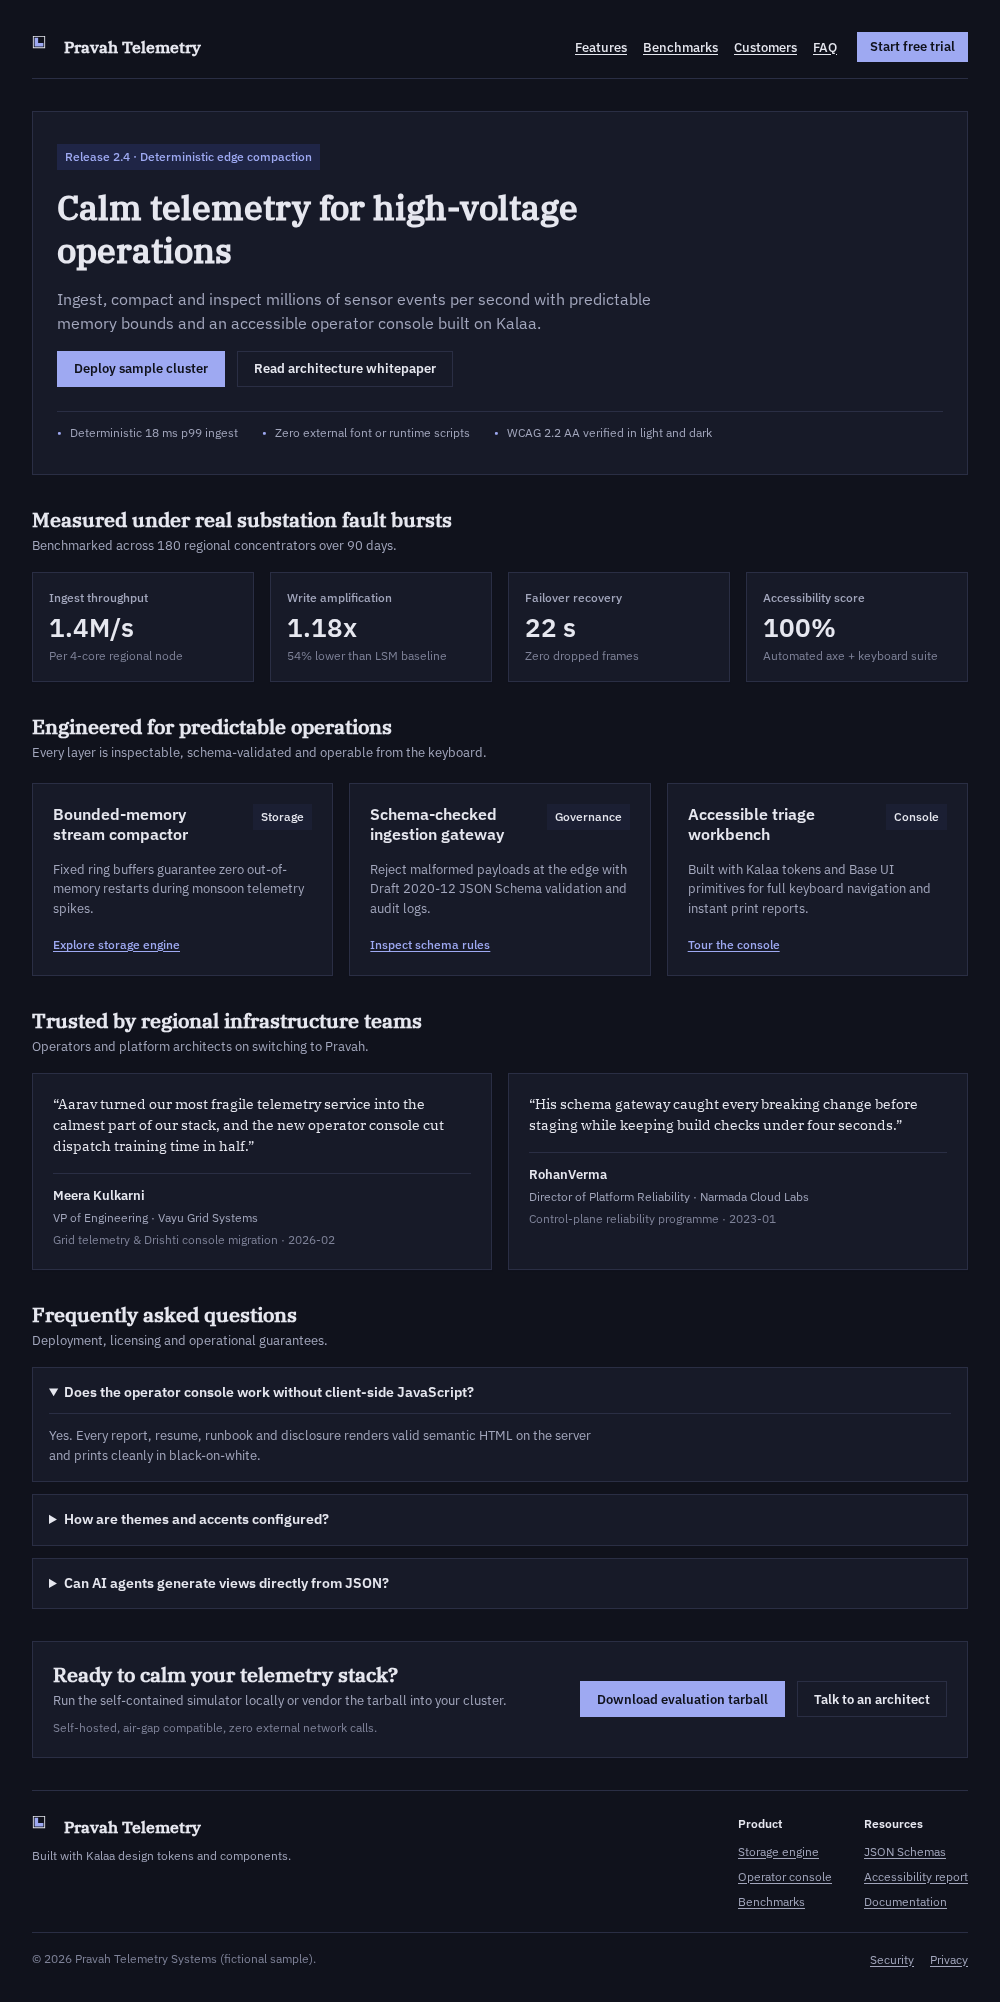 Pravah Telemetry
Features Benchmarks Customers FAQ Start free trial
Release 2.4 · Deterministic edge compaction
Calm telemetry for high-voltage
operations
Ingest, compact and inspect millions of sensor events per second with predictable
memory bounds and an accessible operator console built on Kalaa.
Deploy sample cluster Read architecture whitepaper
• Deterministic 18 ms p99 ingest • Zero external font or runtime scripts • WCAG 2.2 AA verified in light and dark
Measured under real substation fault bursts
Benchmarked across 180 regional concentrators over 90 days.
Ingest throughput
1.4M/s
Per 4-core regional node
Write amplification
1.18x
54% lower than LSM baseline
Failover recovery
22 s
Zero dropped frames
Accessibility score
100%
Automated axe + keyboard suite
Engineered for predictable operations
Every layer is inspectable, schema-validated and operable from the keyboard.
Bounded-memory
stream compactor
Storage
Fixed ring buffers guarantee zero out-of-
memory restarts during monsoon telemetry
spikes.
Explore storage engine
Schema-checked
ingestion gateway
Governance
Reject malformed payloads at the edge with
Draft 2020-12 JSON Schema validation and
audit logs.
Inspect schema rules
Accessible triage
workbench
Console
Built with Kalaa tokens and Base UI
primitives for full keyboard navigation and
instant print reports.
Tour the console
Trusted by regional infrastructure teams
Operators and platform architects on switching to Pravah.
“Aarav turned our most fragile telemetry service into the
calmest part of our stack, and the new operator console cut
dispatch training time in half.”
Meera Kulkarni
VP of Engineering · Vayu Grid Systems
Grid telemetry & Drishti console migration · 2026-02
“His schema gateway caught every breaking change before
staging while keeping build checks under four seconds.”
RohanVerma
Director of Platform Reliability · Narmada Cloud Labs
Control-plane reliability programme · 2023-01
Frequently asked questions
Deployment, licensing and operational guarantees.
▼ Does the operator console work without client-side JavaScript?
Yes. Every report, resume, runbook and disclosure renders valid semantic HTML on the server
and prints cleanly in black-on-white.
▶ How are themes and accents configured?
▶ Can AI agents generate views directly from JSON?
Ready to calm your telemetry stack?
Run the self-contained simulator locally or vendor the tarball into your cluster.
Self-hosted, air-gap compatible, zero external network calls.
Download evaluation tarball Talk to an architect
Pravah Telemetry
Built with Kalaa design tokens and components.
Product
Storage engine
Operator console
Benchmarks
Resources
JSON Schemas
Accessibility report
Documentation
© 2026 Pravah Telemetry Systems (fictional sample).
Security Privacy